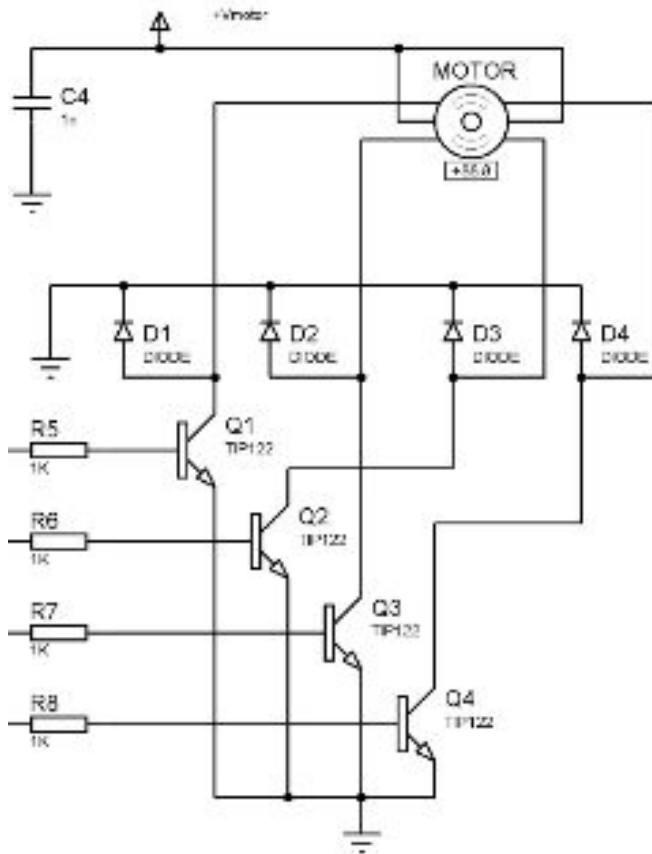 +Vmotor
MOTOR
C4
D1
DIODE
D2
DIODE
D3
DIODE
D4
DIODE
R5
1K
Q1
TIP122
R6
1K
Q2
TIP122
R7
1K
Q3
TIP122
R8
1K
Q4
TIP122